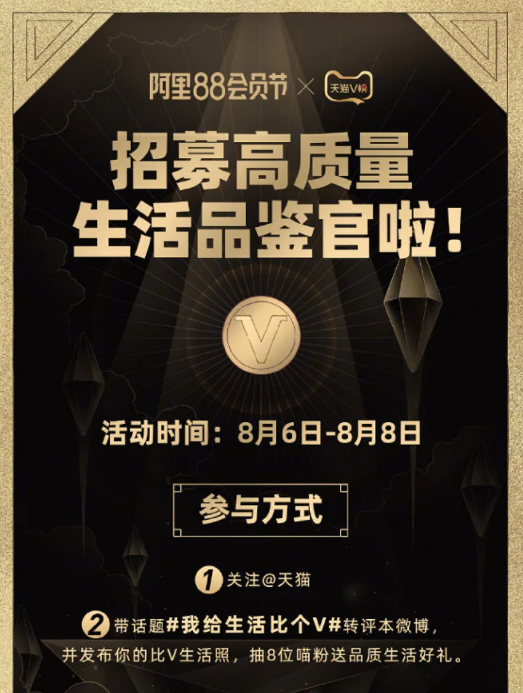 阿里88会员节 × 天猫V榜
招募高质量
生活品鉴官啦！
V
活动时间：8月6日-8月8日
参与方式
1 关注@天猫
2 带话题#我给生活比个V#转评本微博，
并发布你的比V生活照，抽8位喵粉送品质生活好礼。